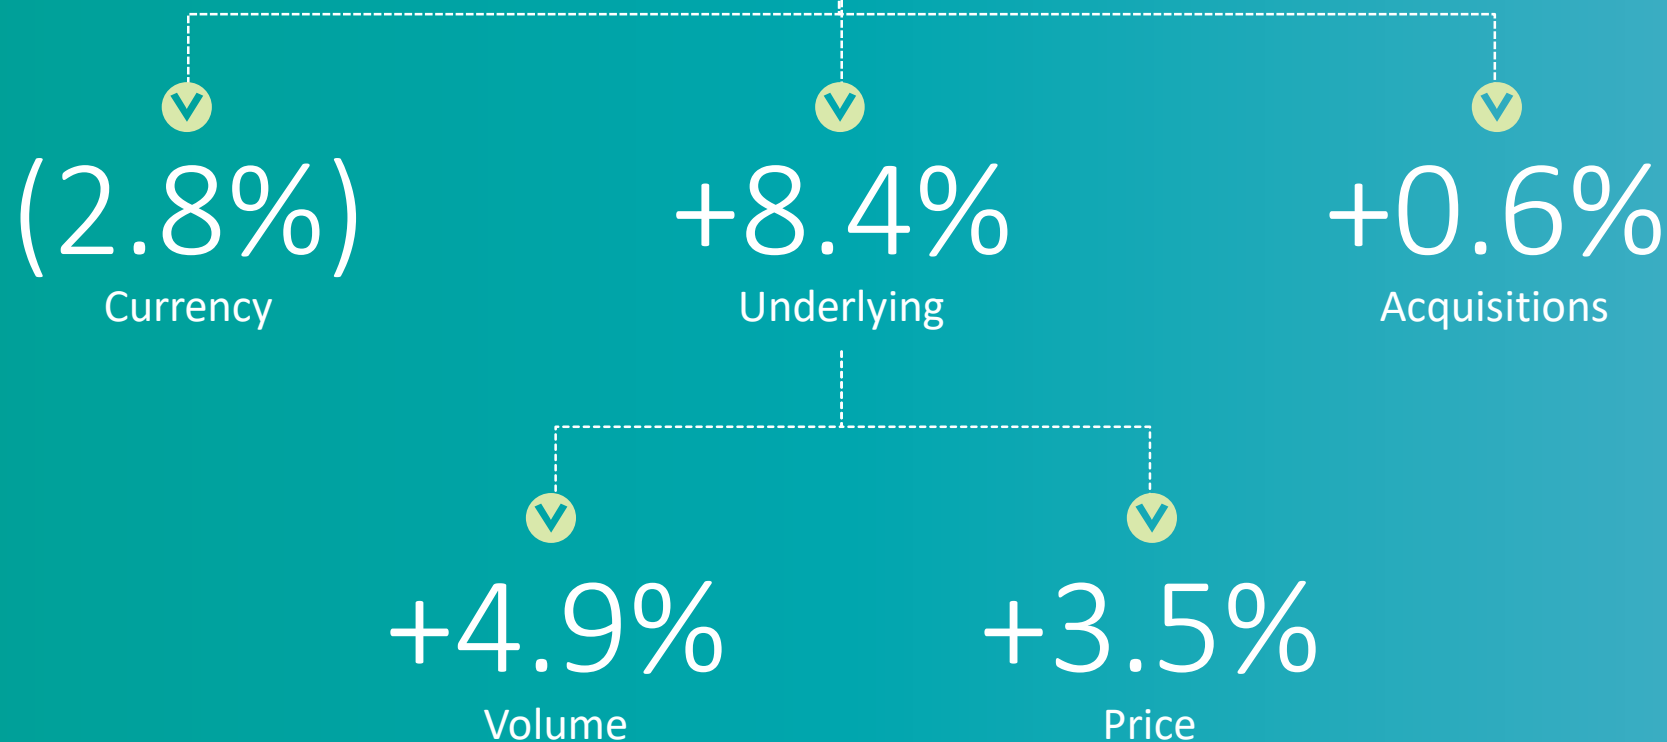 (2.8%) +8.4% +0.6%
Currency Underlying Acquisitions
+4.9% +3.5%
Volume Price